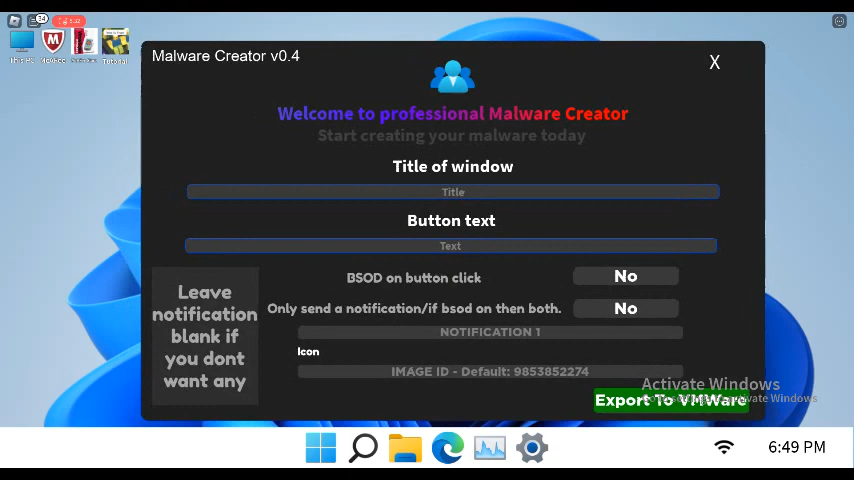 34
This PC
McAfee
Tutorial
Malware Creator v0.4
X
Welcome to professional Malware Creator
Start creating your malware today
Title of window
Title
Button text
Text
BSOD on button click
No
Only send a notification/if bsod on then both.
No
Leave
notification
blank if
you dont
want any
NOTIFICATION 1
Icon
IMAGE ID - Default: 9853852274
Activate Windows
Export To VMWare
6:49 PM